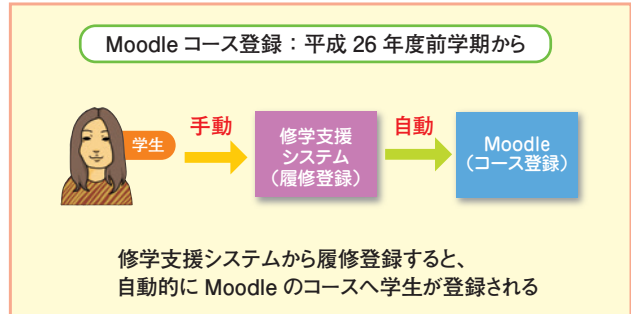 Moodle コース登録：平成 26 年度前学期から
学生
手動
修学支援
システム
（履修登録）
自動
Moodle
（コース登録）
修学支援システムから履修登録すると、
自動的に Moodle のコースへ学生が登録される